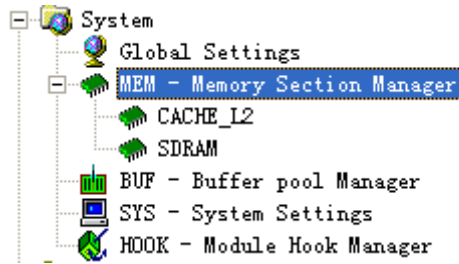 System
Global Settings
MEM - Memory Section Manager
CACHE_L2
SDRAM
BUF - Buffer pool Manager
SYS - System Settings
HOOK - Module Hook Manager